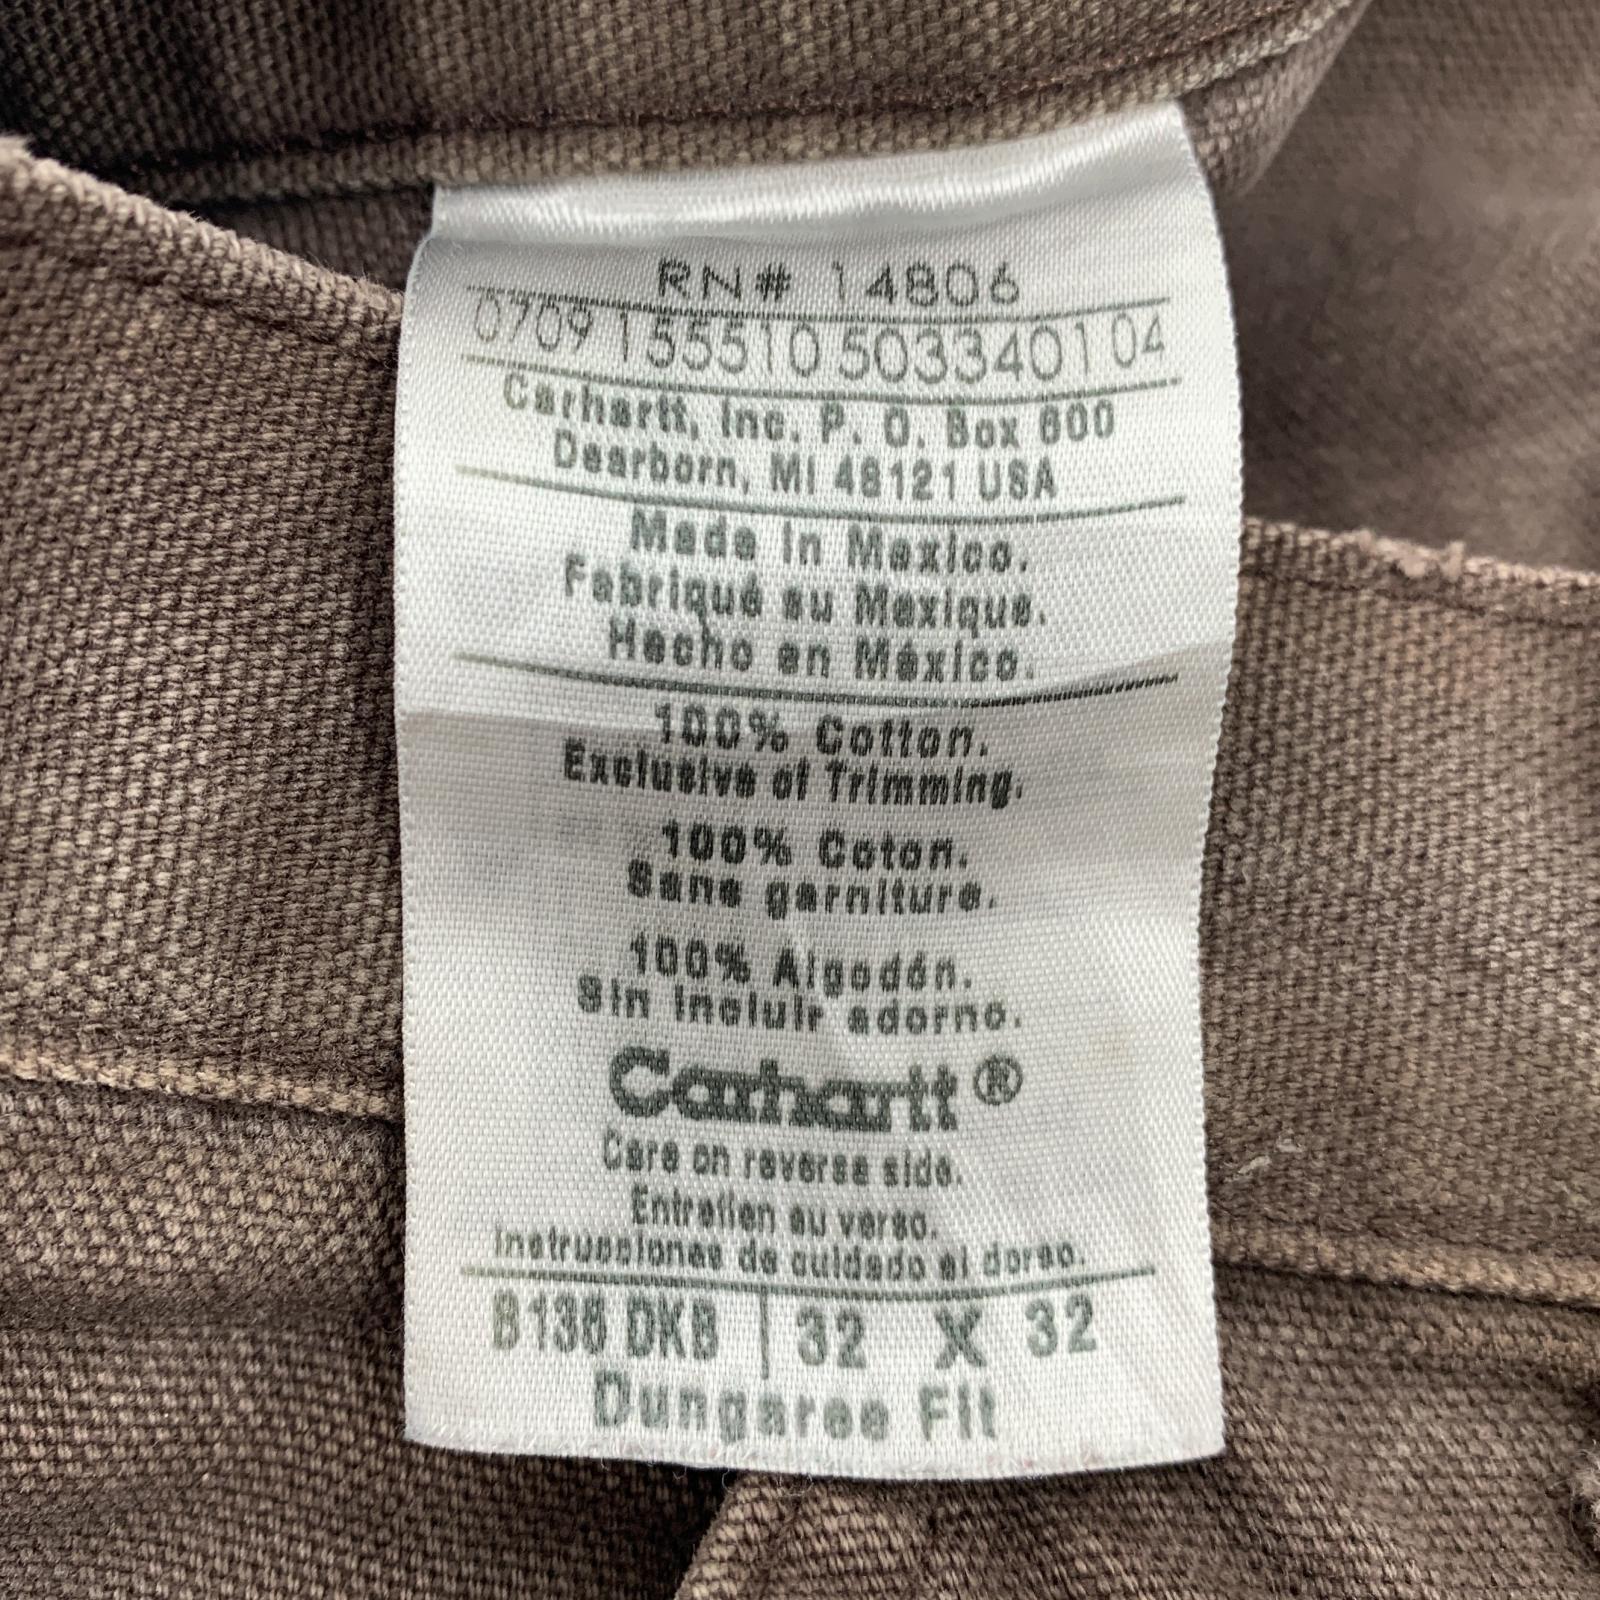 RN# 14806
0709 155510 5033401 04
Carhartt, Inc. P. O. Box 600
Dearborn, MI 48121 USA
Made in Mexico.
Fabriqué au Mexique.
Hecho en México.
100% Cotton.
Exclusive of Trimming.
100% Coton.
Sans garniture.
100% Algodón.
Sin incluir adorno.
Carhartt®
Care on reverse side.
Entretien au verso.
Instrucciones de cuidado al dorso.
B136 DKB | 32 X 32
Dungaree Fit